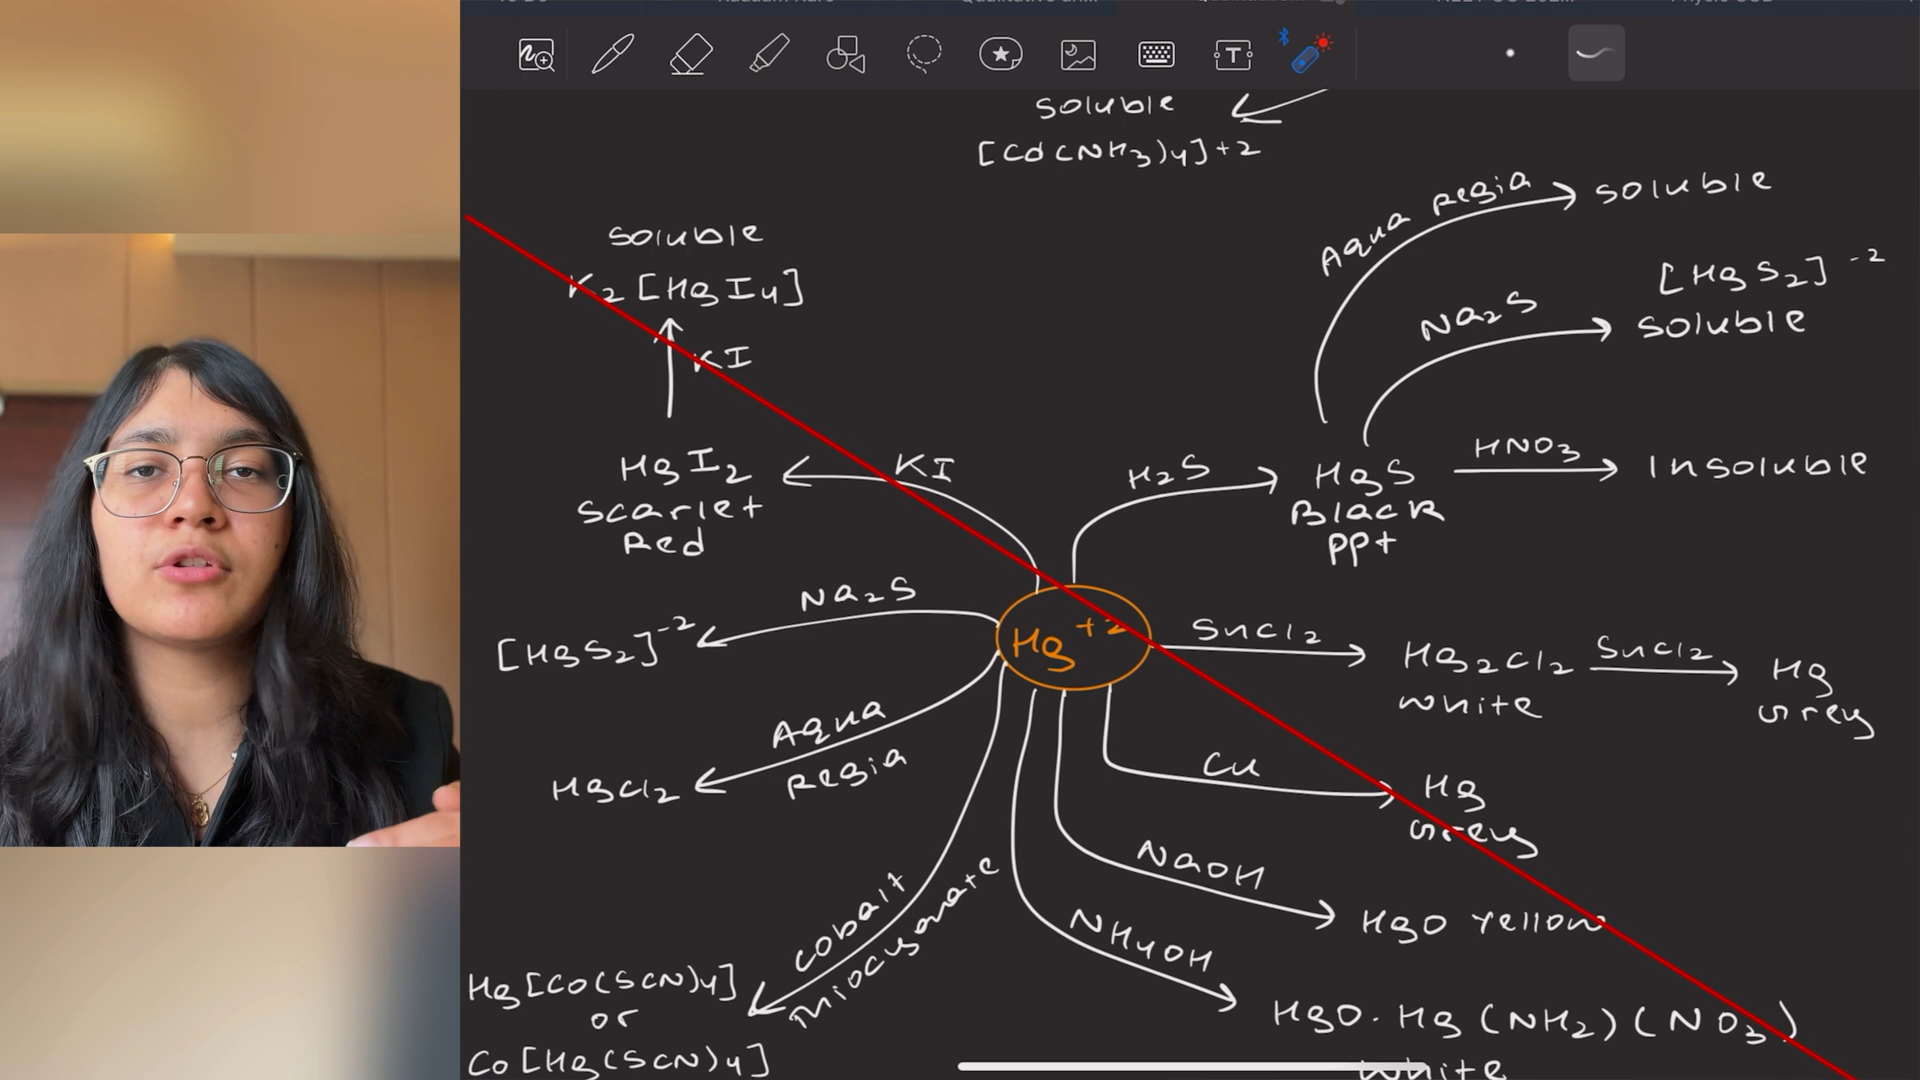 soluble
[Cd(NH3)4]+2
Aqua Regia
soluble
soluble
K2[HgI4]
[HgS2]-2
Na2S
soluble
KI
HgI2
KI
H2S
HgS
HNO3
Insoluble
Scarlet
Red
Black
ppt
Na2S
[HgS2]-2
Hg+2
SnCl2
Hg2Cl2
SnCl2
Hg
white
Grey
Aqua
Regia
HgCl2
Cu
Hg
Grey
NaOH
HgO Yellow
cobalt
thiocyanate
NH4OH
Hg[Co(SCN)4]
or
Co[Hg(SCN)4]
HgO.Hg(NH2)(NO3)
white